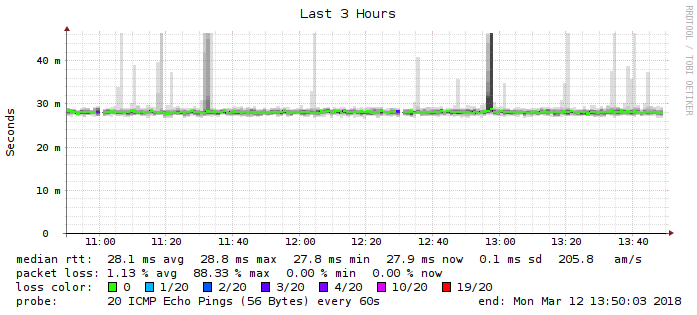 Last 3 Hours
RRDTOOL / TOBI OETIKER
Seconds
40 m
30 m
20 m
10 m
0
11:00 11:20 11:40 12:00 12:20 12:40 13:00 13:20 13:40
median rtt: 28.1 ms avg 28.8 ms max 27.8 ms min 27.9 ms now 0.1 ms sd 205.8 am/s
packet loss: 1.13 % avg 88.33 % max 0.00 % min 0.00 % now
loss color: 0 1/20 2/20 3/20 4/20 10/20 19/20
probe: 20 ICMP Echo Pings (56 Bytes) every 60s end: Mon Mar 12 13:50:03 2018